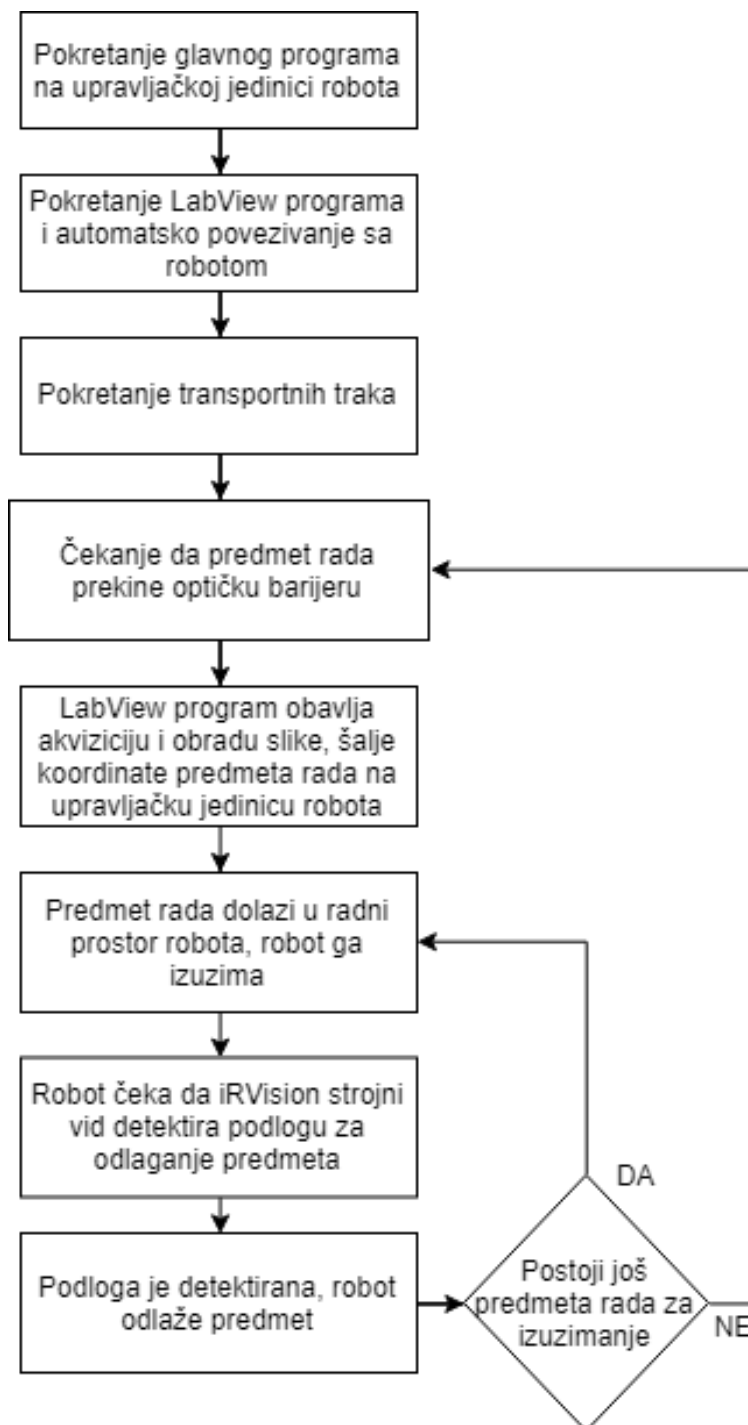 Pokretanje glavnog programa
na upravljačkoj jedinici robota
Pokretanje LabView programa
i automatsko povezivanje sa
robotom
Pokretanje transportnih traka
Čekanje da predmet rada
prekine optičku barijeru
LabView program obavlja
akviziciju i obradu slike, šalje
koordinate predmeta rada na
upravljačku jedinicu robota
Predmet rada dolazi u radni
prostor robota, robot ga
izuzima
Robot čeka da iRVision strojni
vid detektira podlogu za
odlaganje predmeta
DA
Podloga je detektirana, robot
odlaže predmet
Postoji još
predmeta rada za
izuzimanje
NE